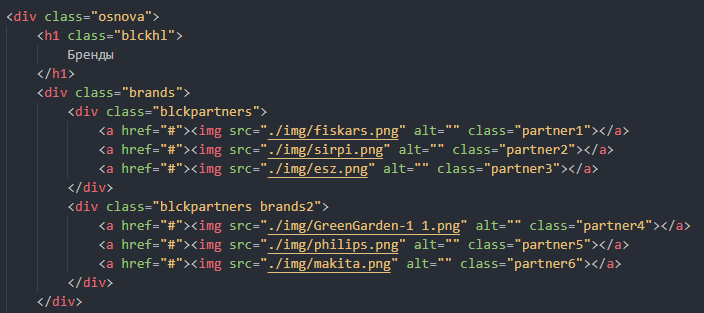 <div class="osnova">
<h1 class="blckhl">
Бренды
</h1>
<div class="brands">
<div class="blckpartners">
<a href="#"><img src="./img/fiskars.png" alt="" class="partner1"></a>
<a href="#"><img src="./img/sirpi.png" alt="" class="partner2"></a>
<a href="#"><img src="./img/esz.png" alt="" class="partner3"></a>
</div>
<div class="blckpartners brands2">
<a href="#"><img src="./img/GreenGarden-1 1.png" alt="" class="partner4"></a>
<a href="#"><img src="./img/philips.png" alt="" class="partner5"></a>
<a href="#"><img src="./img/makita.png" alt="" class="partner6"></a>
</div>
</div>